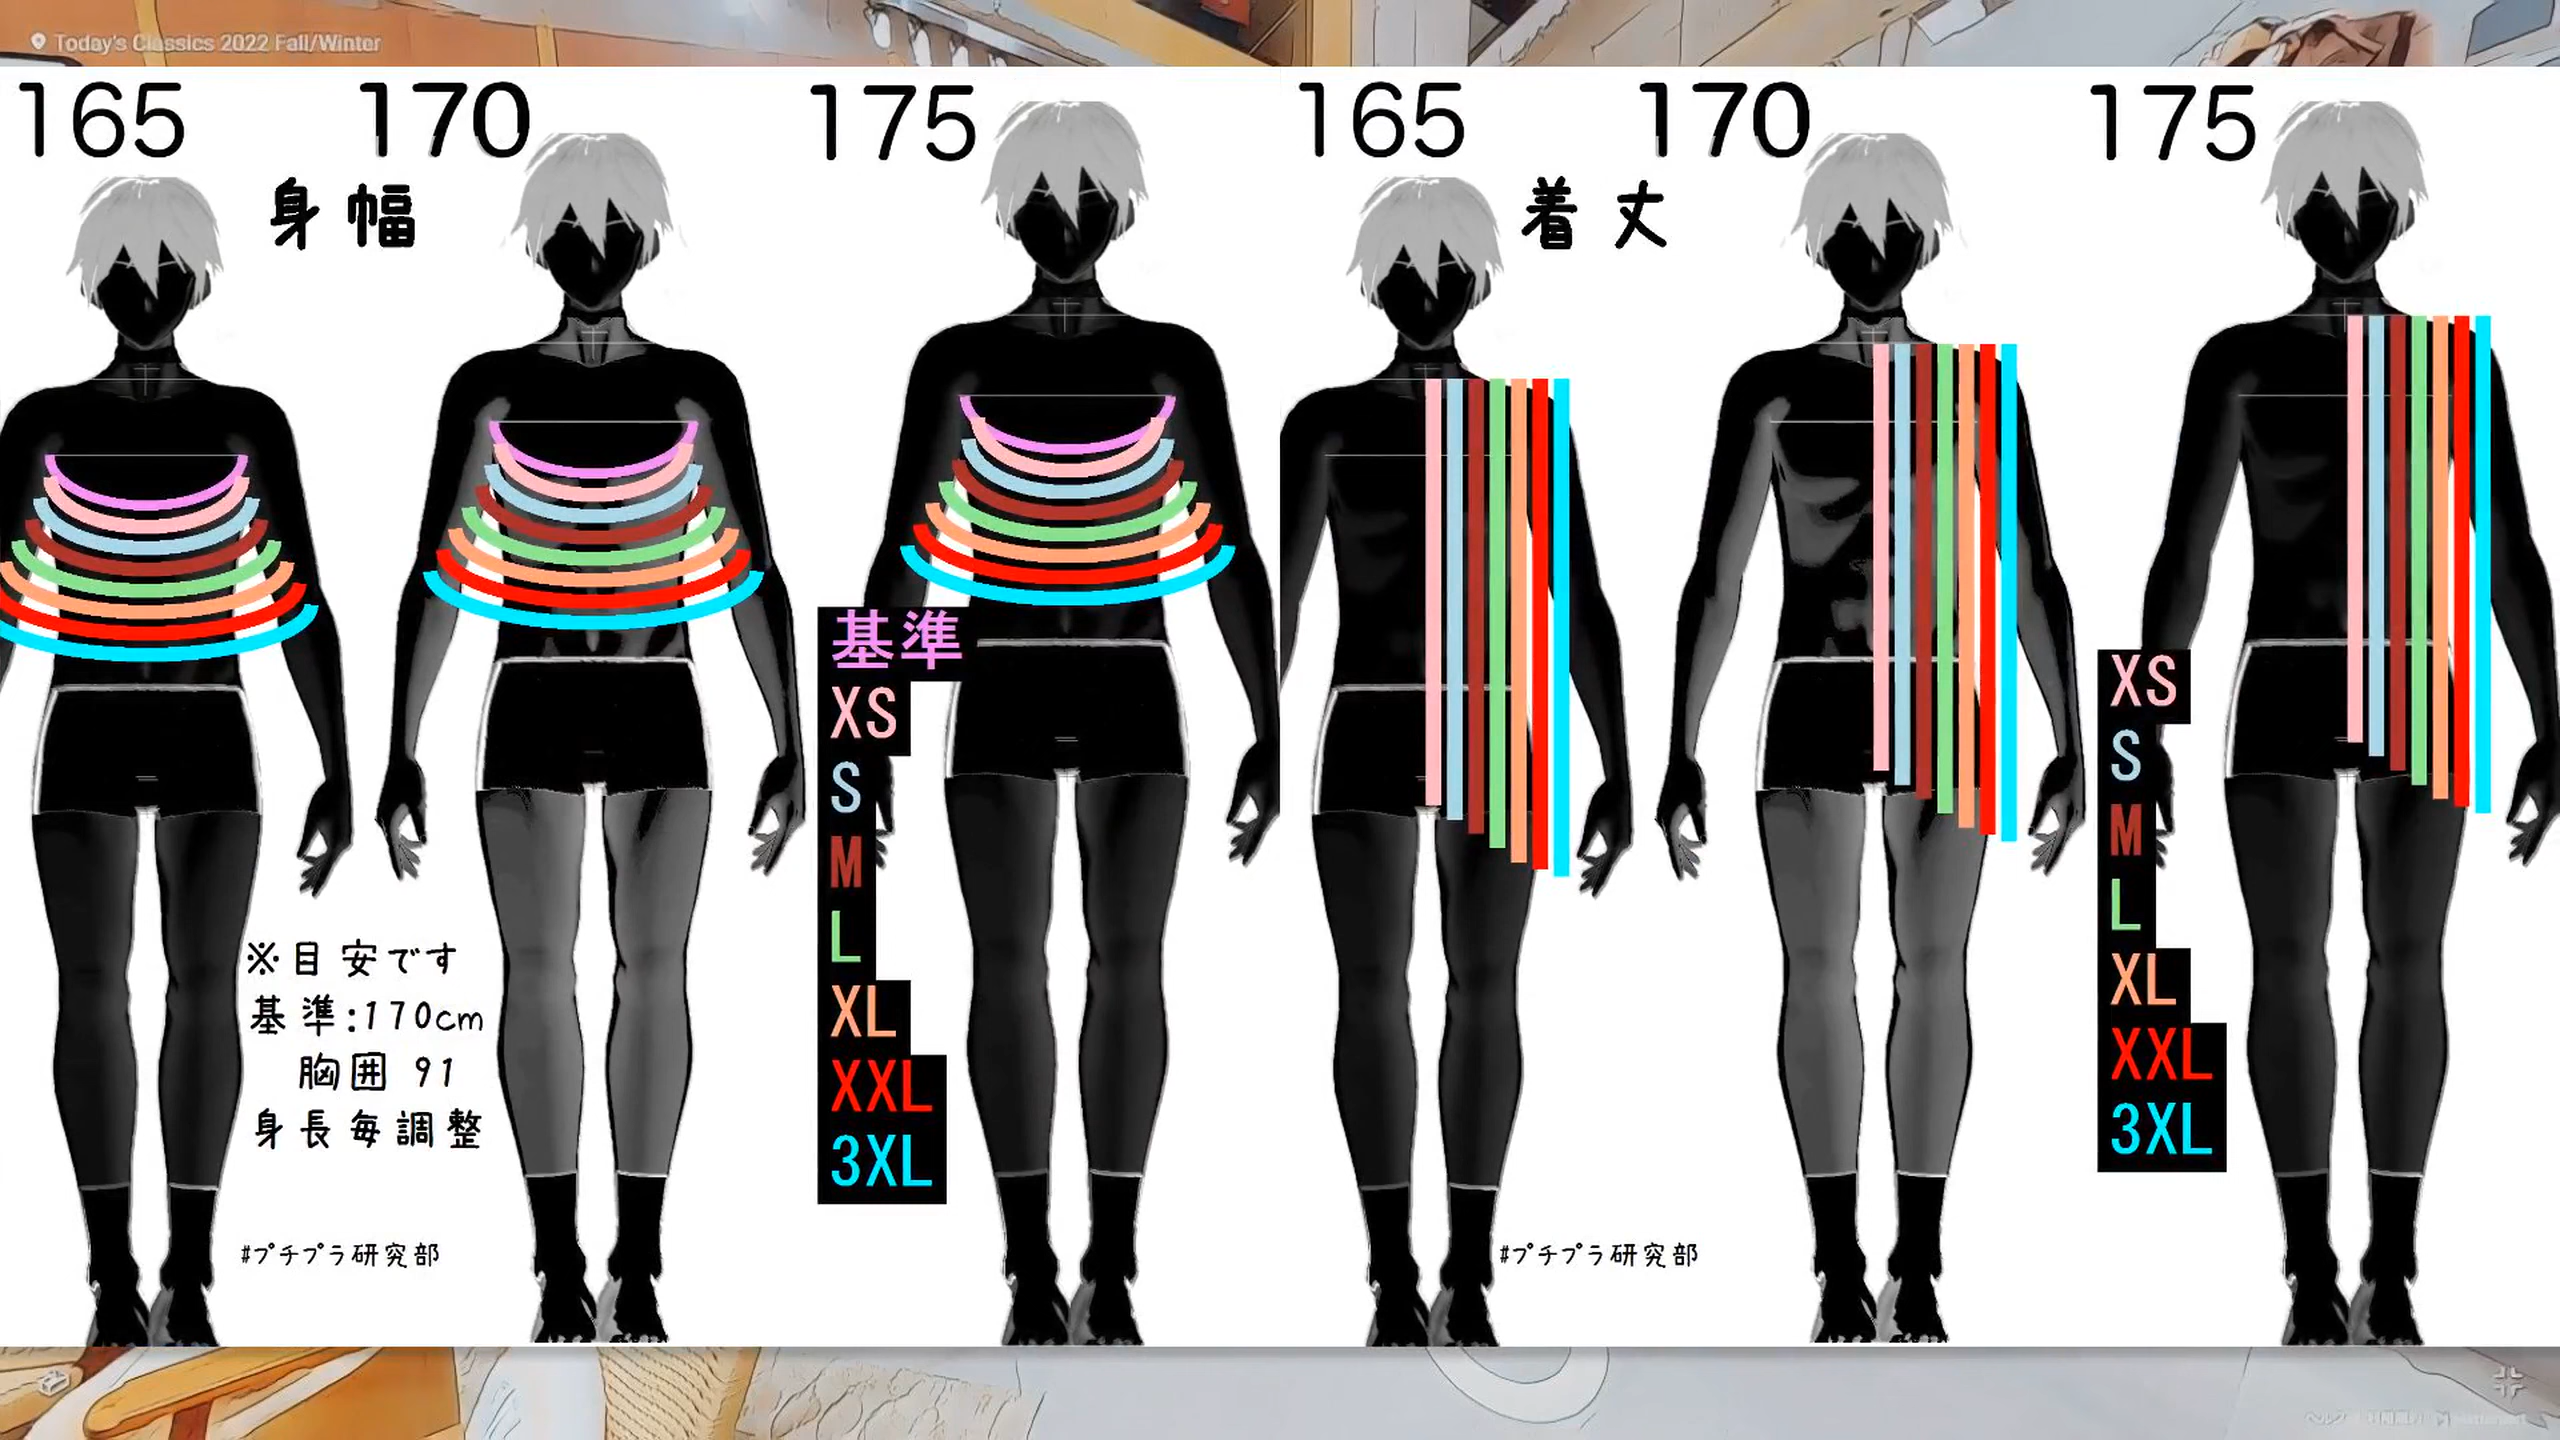 Today's Classics 2022 Fall/Winter
165
170
175
身幅
基準
XS
S
M
L
XL
XXL
3XL
※目安です
基準:170cm
胸囲 91
身長毎調整
#プチプラ研究部
165
170
175
着丈
XS
S
M
L
XL
XXL
3XL
#プチプラ研究部